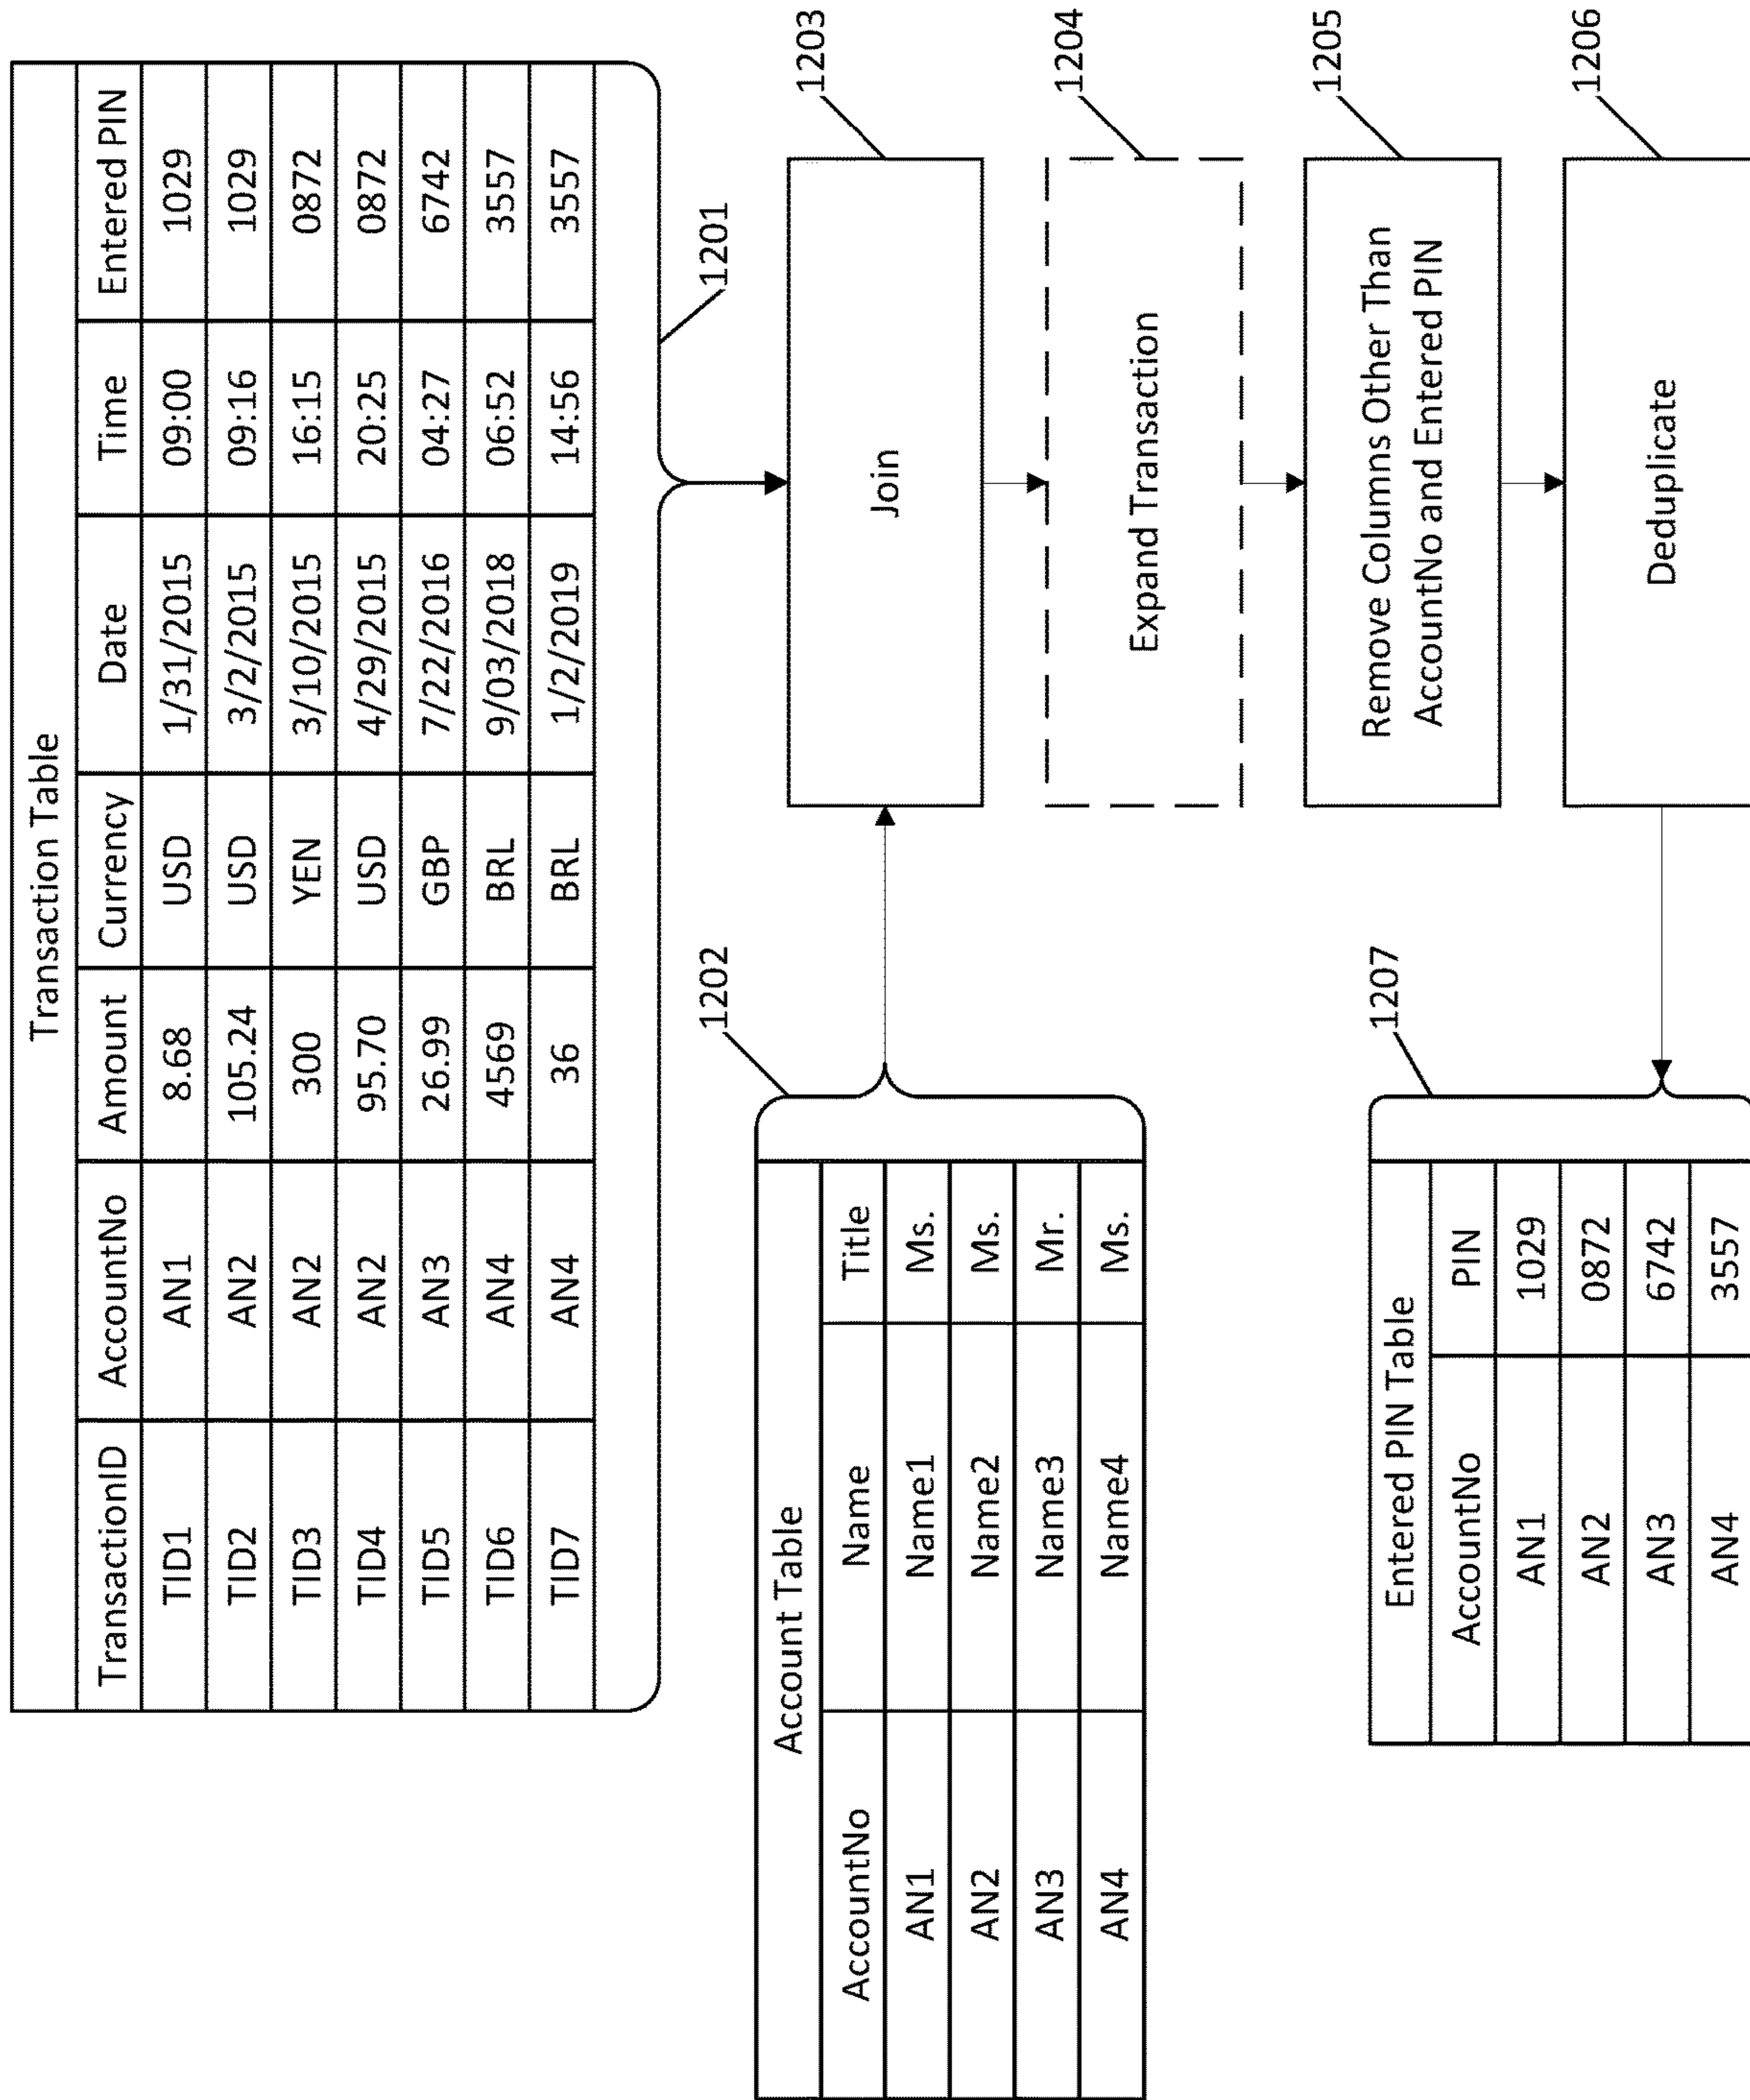 Transaction Table
TransactionID AccountNo Amount Currency Date Time Entered PIN
TID1 AN1 8.68 USD 1/31/2015 09:00 1029
TID2 AN2 105.24 USD 3/2/2015 09:16 1029
TID3 AN2 300 YEN 3/10/2015 16:15 0872
TID4 AN2 95.70 USD 4/29/2015 20:25 0872
TID5 AN3 26.99 GBP 7/22/2016 04:27 6742
TID6 AN4 4569 BRL 9/03/2018 06:52 3557
TID7 AN4 36 BRL 1/2/2019 14:56 3557
1201
1202
Account Table
AccountNo Name Title
AN1 Name1 Ms.
AN2 Name2 Ms.
AN3 Name3 Mr.
AN4 Name4 Ms.
Join
1203
Expand Transaction
1204
Remove Columns Other Than
AccountNo and Entered PIN
1205
Deduplicate
1206
1207
Entered PIN Table
AccountNo PIN
AN1 1029
AN2 0872
AN3 6742
AN4 3557